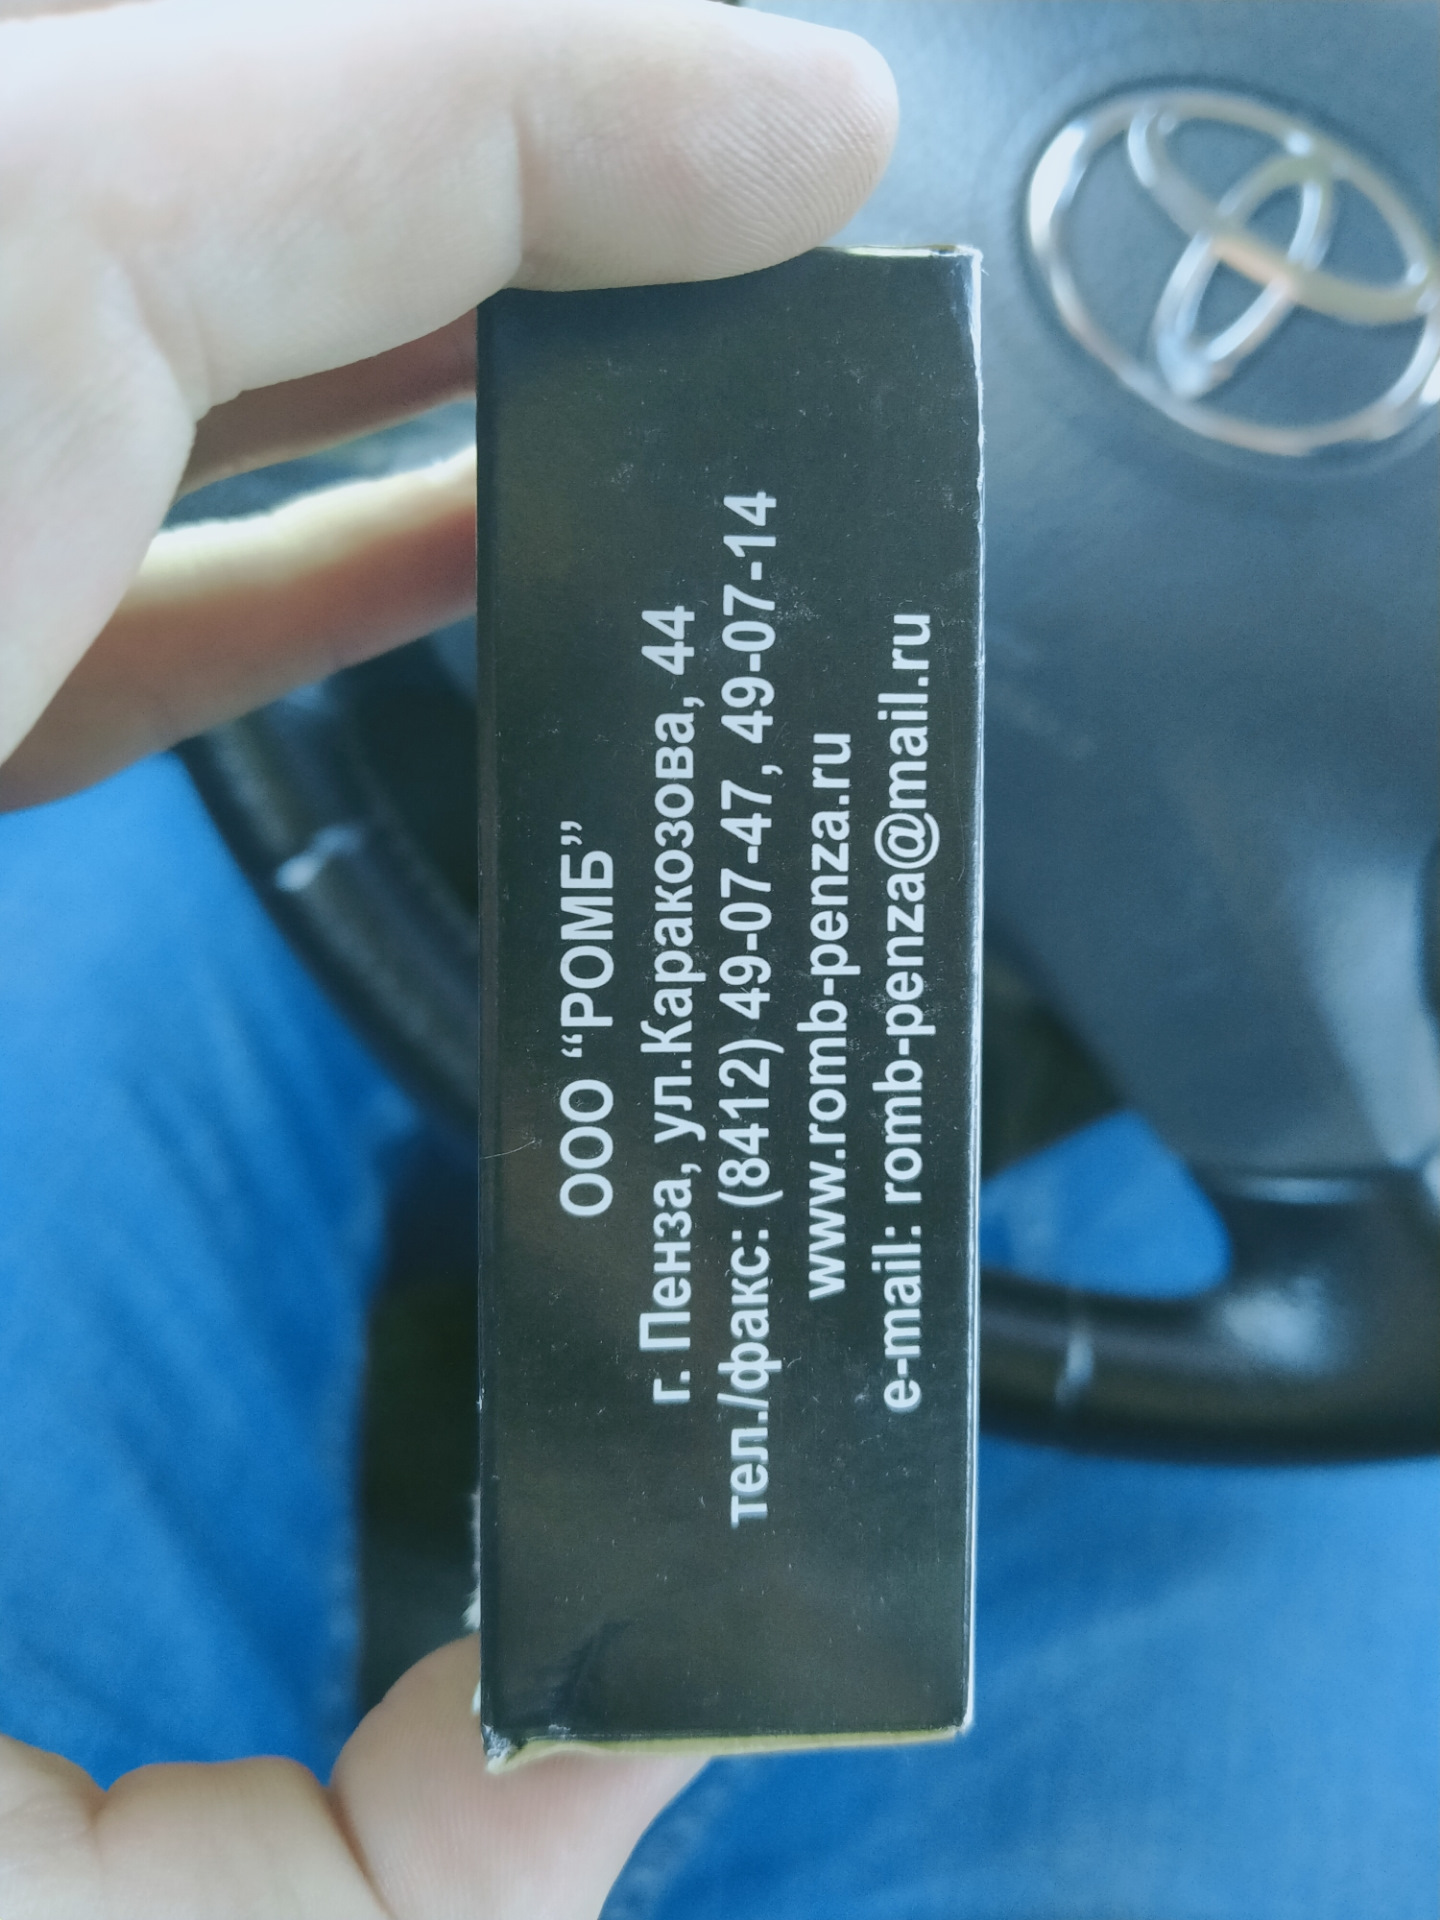 ООО “РОМБ”
г. Пенза, ул.Каракозова, 44
тел./факс: (8412) 49-07-47, 49-07-14
www.romb-penza.ru
e-mail: romb-penza@mail.ru